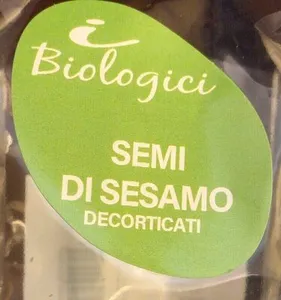 i
Biologici
SEMI
DI SESAMO
DECORTICATI